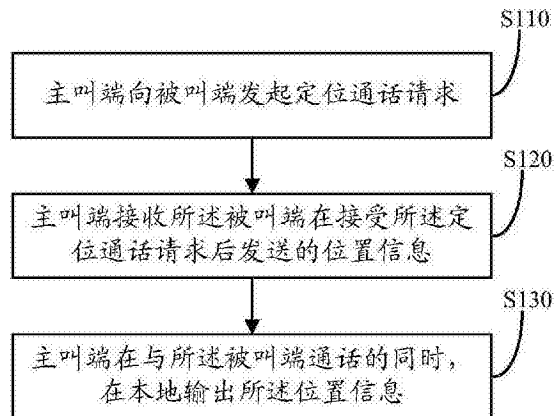 S110
主叫端向被叫端发起定位通话请求
S120
主叫端接收所述被叫端在接受所述定
位通话请求后发送的位置信息
S130
主叫端在与所述被叫端通话的同时，
在本地输出所述位置信息